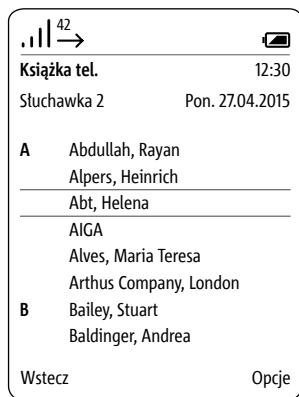 42
Książka tel. 12:30
Słuchawka 2 Pon. 27.04.2015
A Abdullah, Rayan
Alpers, Heinrich
Abt, Helena
AIGA
Alves, Maria Teresa
Arthus Company, London
B Bailey, Stuart
Baldinger, Andrea
Wstecz Opcje